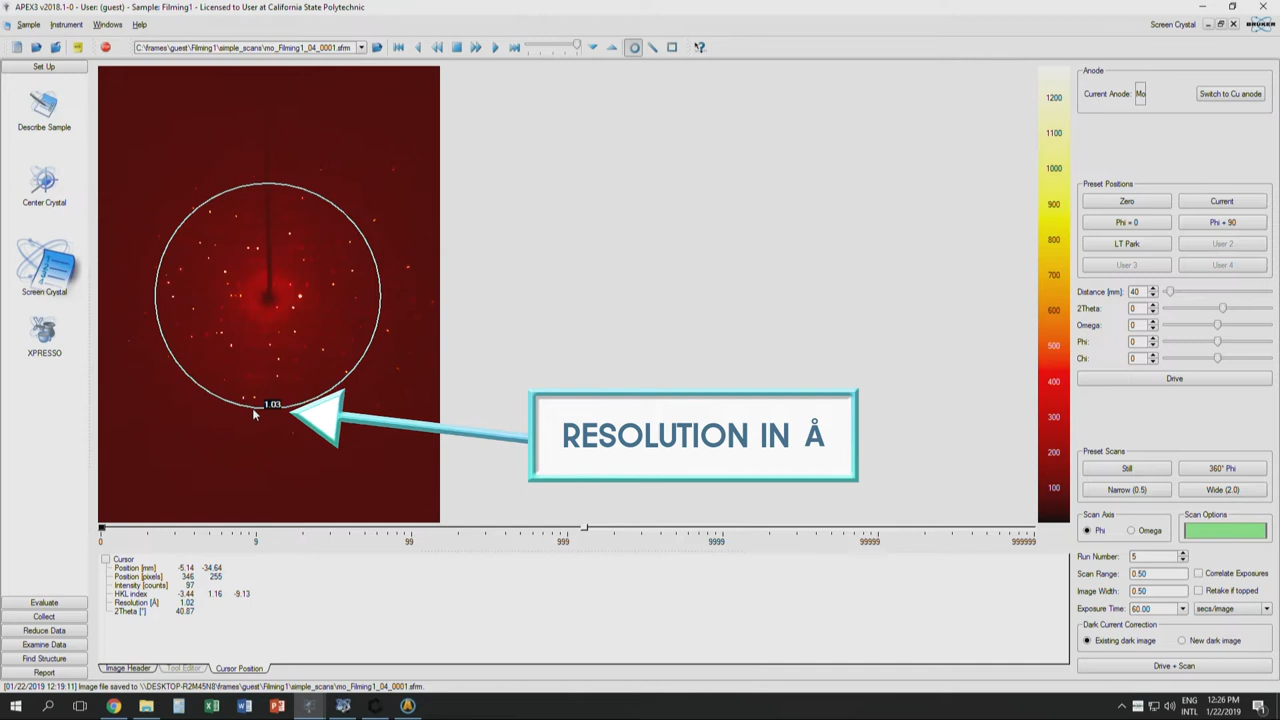 APEX3 v2018.1-0 - User: (guest) - Sample: Filming1 - Licensed to User at California State Polytechnic
Sample Instrument Windows Help
Screen Crystal
BRUKER
C:\frames\guest\Filming1\simple_scans\mo_Filming1_04_0001.sfrm
Set Up
Describe Sample
Center Crystal
Screen Crystal
XPRESSO
Evaluate
Collect
Reduce Data
Examine Data
Find Structure
Report
1.03
RESOLUTION IN Å
1200
1100
1000
900
800
700
600
500
400
300
200
100
0 9 99 999 9999 99999 999999
Cursor
Position [mm] -5.14 -34.64
Position [pixels] 346 255
Intensity [counts] 97
HKL index -3.44 1.16 -9.13
Resolution [Å] 1.02
2Theta [°] 40.87
Image Header Tool Editor Cursor Position
Anode
Current Anode: Mo Switch to Cu anode
Preset Positions
Zero Current
Phi = 0 Phi = 90
LT Park User 2
User 3 User 4
Distance [mm]: 40
2Theta: 0
Omega: 0
Phi: 0
Chi: 0
Drive
Preset Scans
Still 360° Phi
Narrow (0.5) Wide (2.0)
Scan Axis Scan Options
Phi Omega
Run Number: 5
Scan Range: 0.50 Correlate Exposures
Image Width: 0.50 Retake if topped
Exposure Time: 60.00 secs/image
Dark Current Correction
Existing dark image New dark image
Drive + Scan
[01/22/2019 12:19:11] Image file saved to \\DESKTOP-R2M45N8\frames\guest\Filming1\simple_scans\mo_Filming1_04_0001.sfrm.
ENG
INTL
12:26 PM
1/22/2019